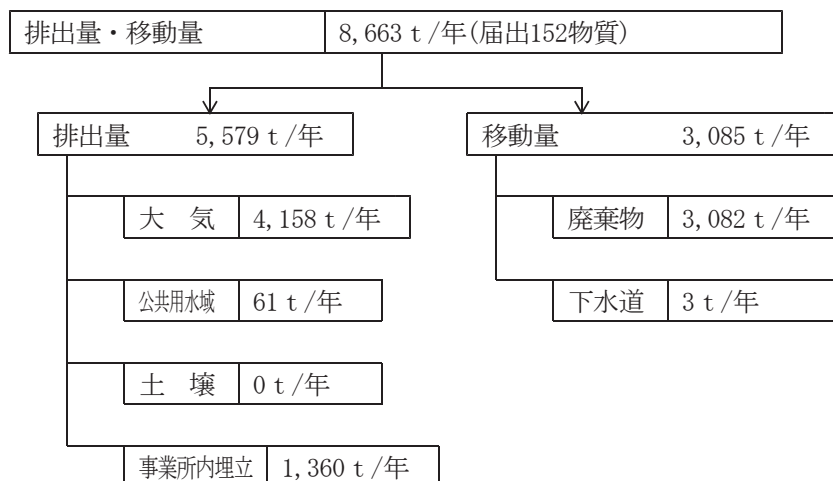 排出量・移動量 8,663 t/年(届出152物質)
排出量 5,579 t/年 移動量 3,085 t/年
大 気 4,158 t/年 廃棄物 3,082 t/年
公共用水域 61 t/年 下水道 3 t/年
土 壌 0 t/年
事業所内埋立 1,360 t/年